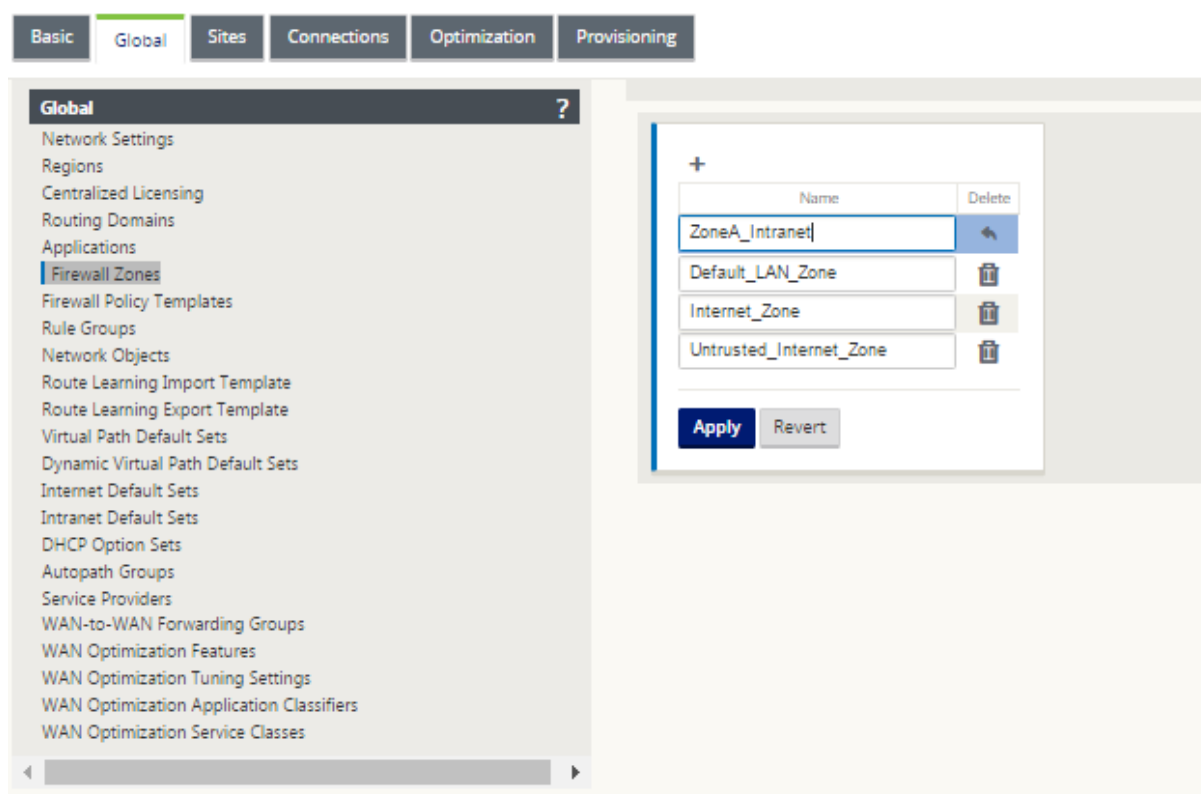 Basic Global Sites Connections Optimization Provisioning
Global ?
Network Settings
Regions
Centralized Licensing
Routing Domains
Applications
Firewall Zones
Firewall Policy Templates
Rule Groups
Network Objects
Route Learning Import Template
Route Learning Export Template
Virtual Path Default Sets
Dynamic Virtual Path Default Sets
Internet Default Sets
Intranet Default Sets
DHCP Option Sets
Autopath Groups
Service Providers
WAN-to-WAN Forwarding Groups
WAN Optimization Features
WAN Optimization Tuning Settings
WAN Optimization Application Classifiers
WAN Optimization Service Classes
+
Name Delete
ZoneA_Intranet
Default_LAN_Zone
Internet_Zone
Untrusted_Internet_Zone
Apply Revert